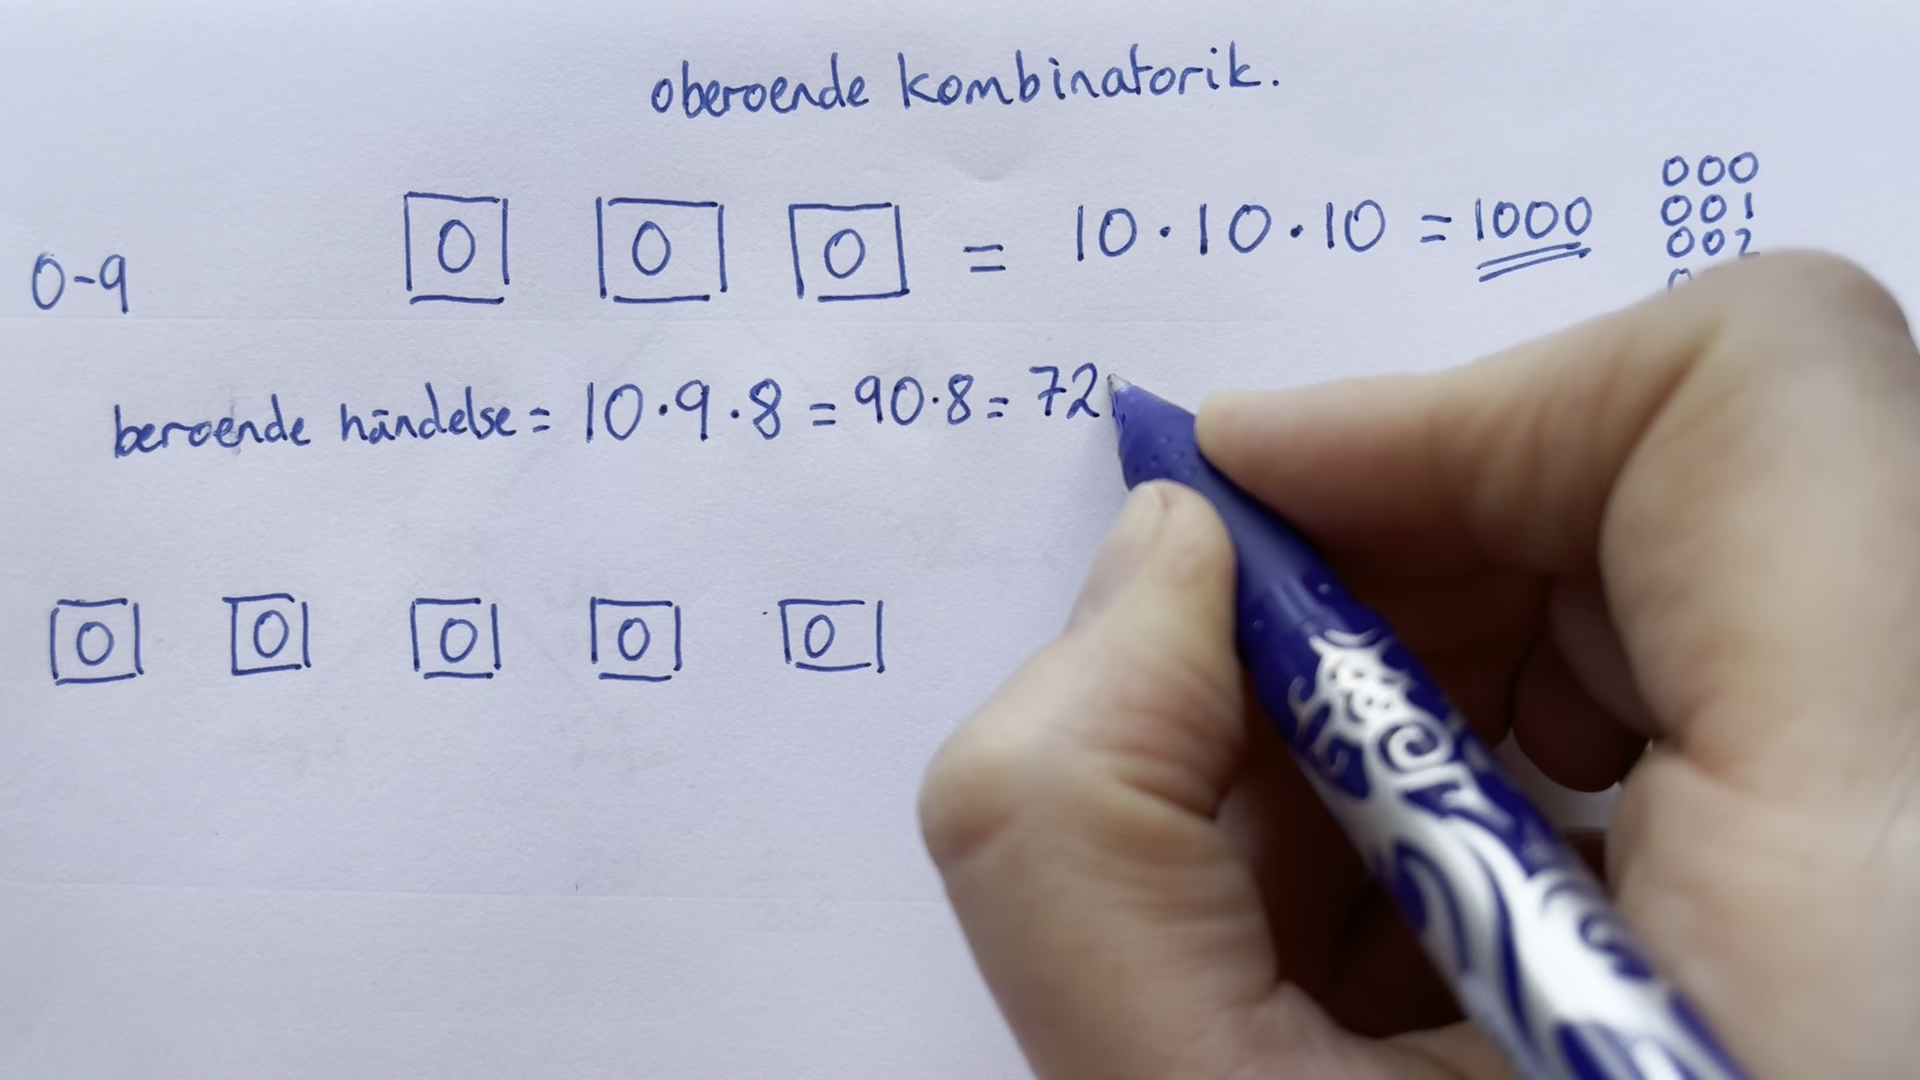 oberoende kombinatorik.
0-9 0 0 0 = 10·10·10 = 1000
000
001
002
beroende händelse = 10·9·8 = 90·8 = 72
0 0 0 0 0